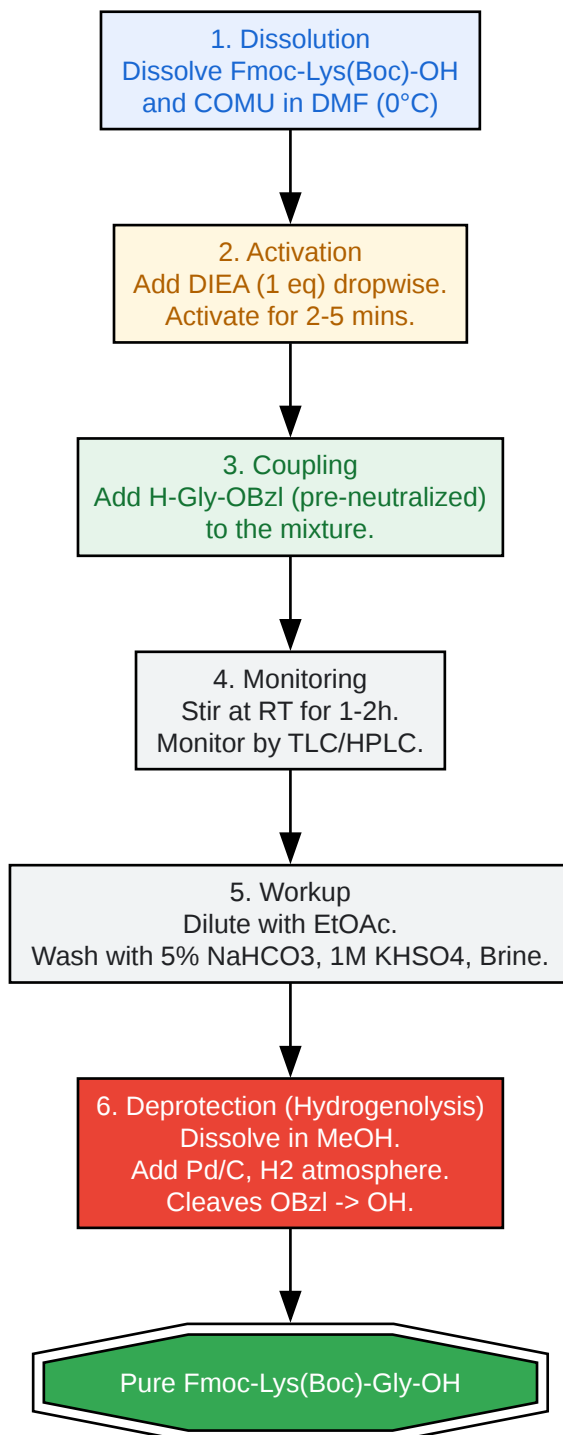 1. Dissolution
Dissolve Fmoc-Lys(Boc)-OH
and COMU in DMF (0°C)
2. Activation
Add DIEA (1 eq) dropwise.
Activate for 2-5 mins.
3. Coupling
Add H-Gly-OBzl (pre-neutralized)
to the mixture.
4. Monitoring
Stir at RT for 1-2h.
Monitor by TLC/HPLC.
5. Workup
Dilute with EtOAc.
Wash with 5% NaHCO3, 1M KHSO4, Brine.
6. Deprotection (Hydrogenolysis)
Dissolve in MeOH.
Add Pd/C, H2 atmosphere.
Cleaves OBzl -> OH.
Pure Fmoc-Lys(Boc)-Gly-OH